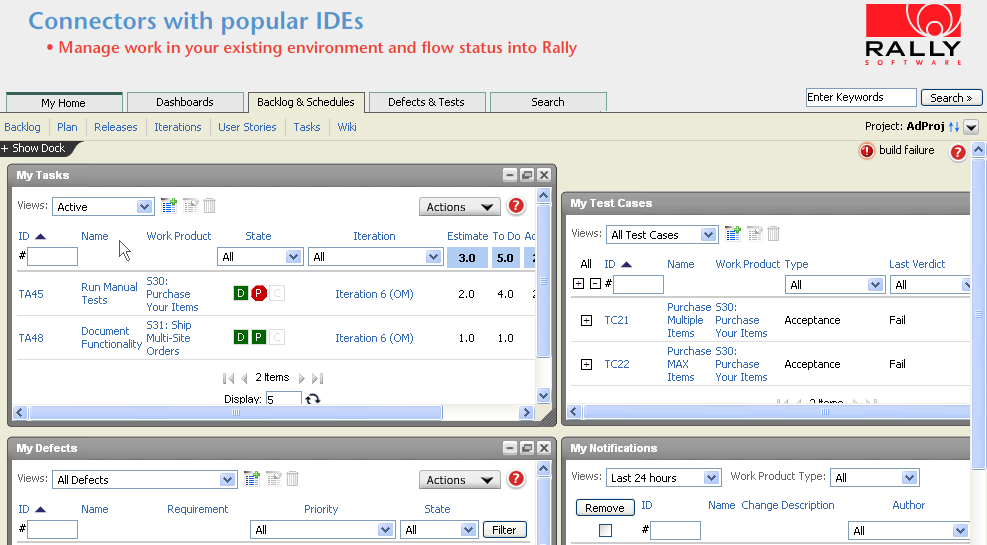 Connectors with popular IDEs
• Manage work in your existing environment and flow status into Rally
RALLY
SOFTWARE
My Home Dashboards Backlog & Schedules Defects & Tests Search
Enter Keywords Search »
Backlog Plan Releases Iterations User Stories Tasks Wiki
Project: AdProj
+ Show Dock
build failure
My Tasks
Views: Active Actions
ID Name Work Product State Iteration Estimate To Do
# All All 3.0 5.0
TA45 Run Manual Tests S30: Purchase Your Items D P C Iteration 6 (OM) 2.0 4.0
TA48 Document Functionality S31: Ship Multi-Site Orders D P C Iteration 6 (OM) 1.0 1.0
2 Items
Display: 5
My Test Cases
Views: All Test Cases
All ID Name Work Product Type Last Verdict
# All All
TC21 Purchase Multiple Items S30: Purchase Your Items Acceptance Fail
TC22 Purchase MAX Items S30: Purchase Your Items Acceptance Fail
2 Items
My Defects
Views: All Defects Actions
ID Name Requirement Priority State
# All All Filter
My Notifications
Views: Last 24 hours Work Product Type: All
Remove ID Name Change Description Author
# All